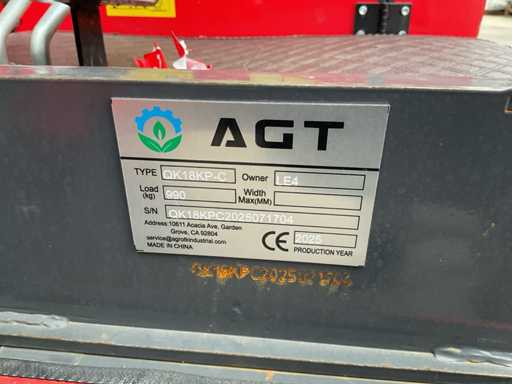 AGT
TYPE QK18KP-C Owner LE4
Load (kg) 990 Width Max(MM)
S/N QK18KPC2025071704
Address:10611 Acacia Ave, Garden
Grove, CA 92804
service@agrotkindustrial.com
MADE IN CHINA
CE 2025
PRODUCTION YEAR